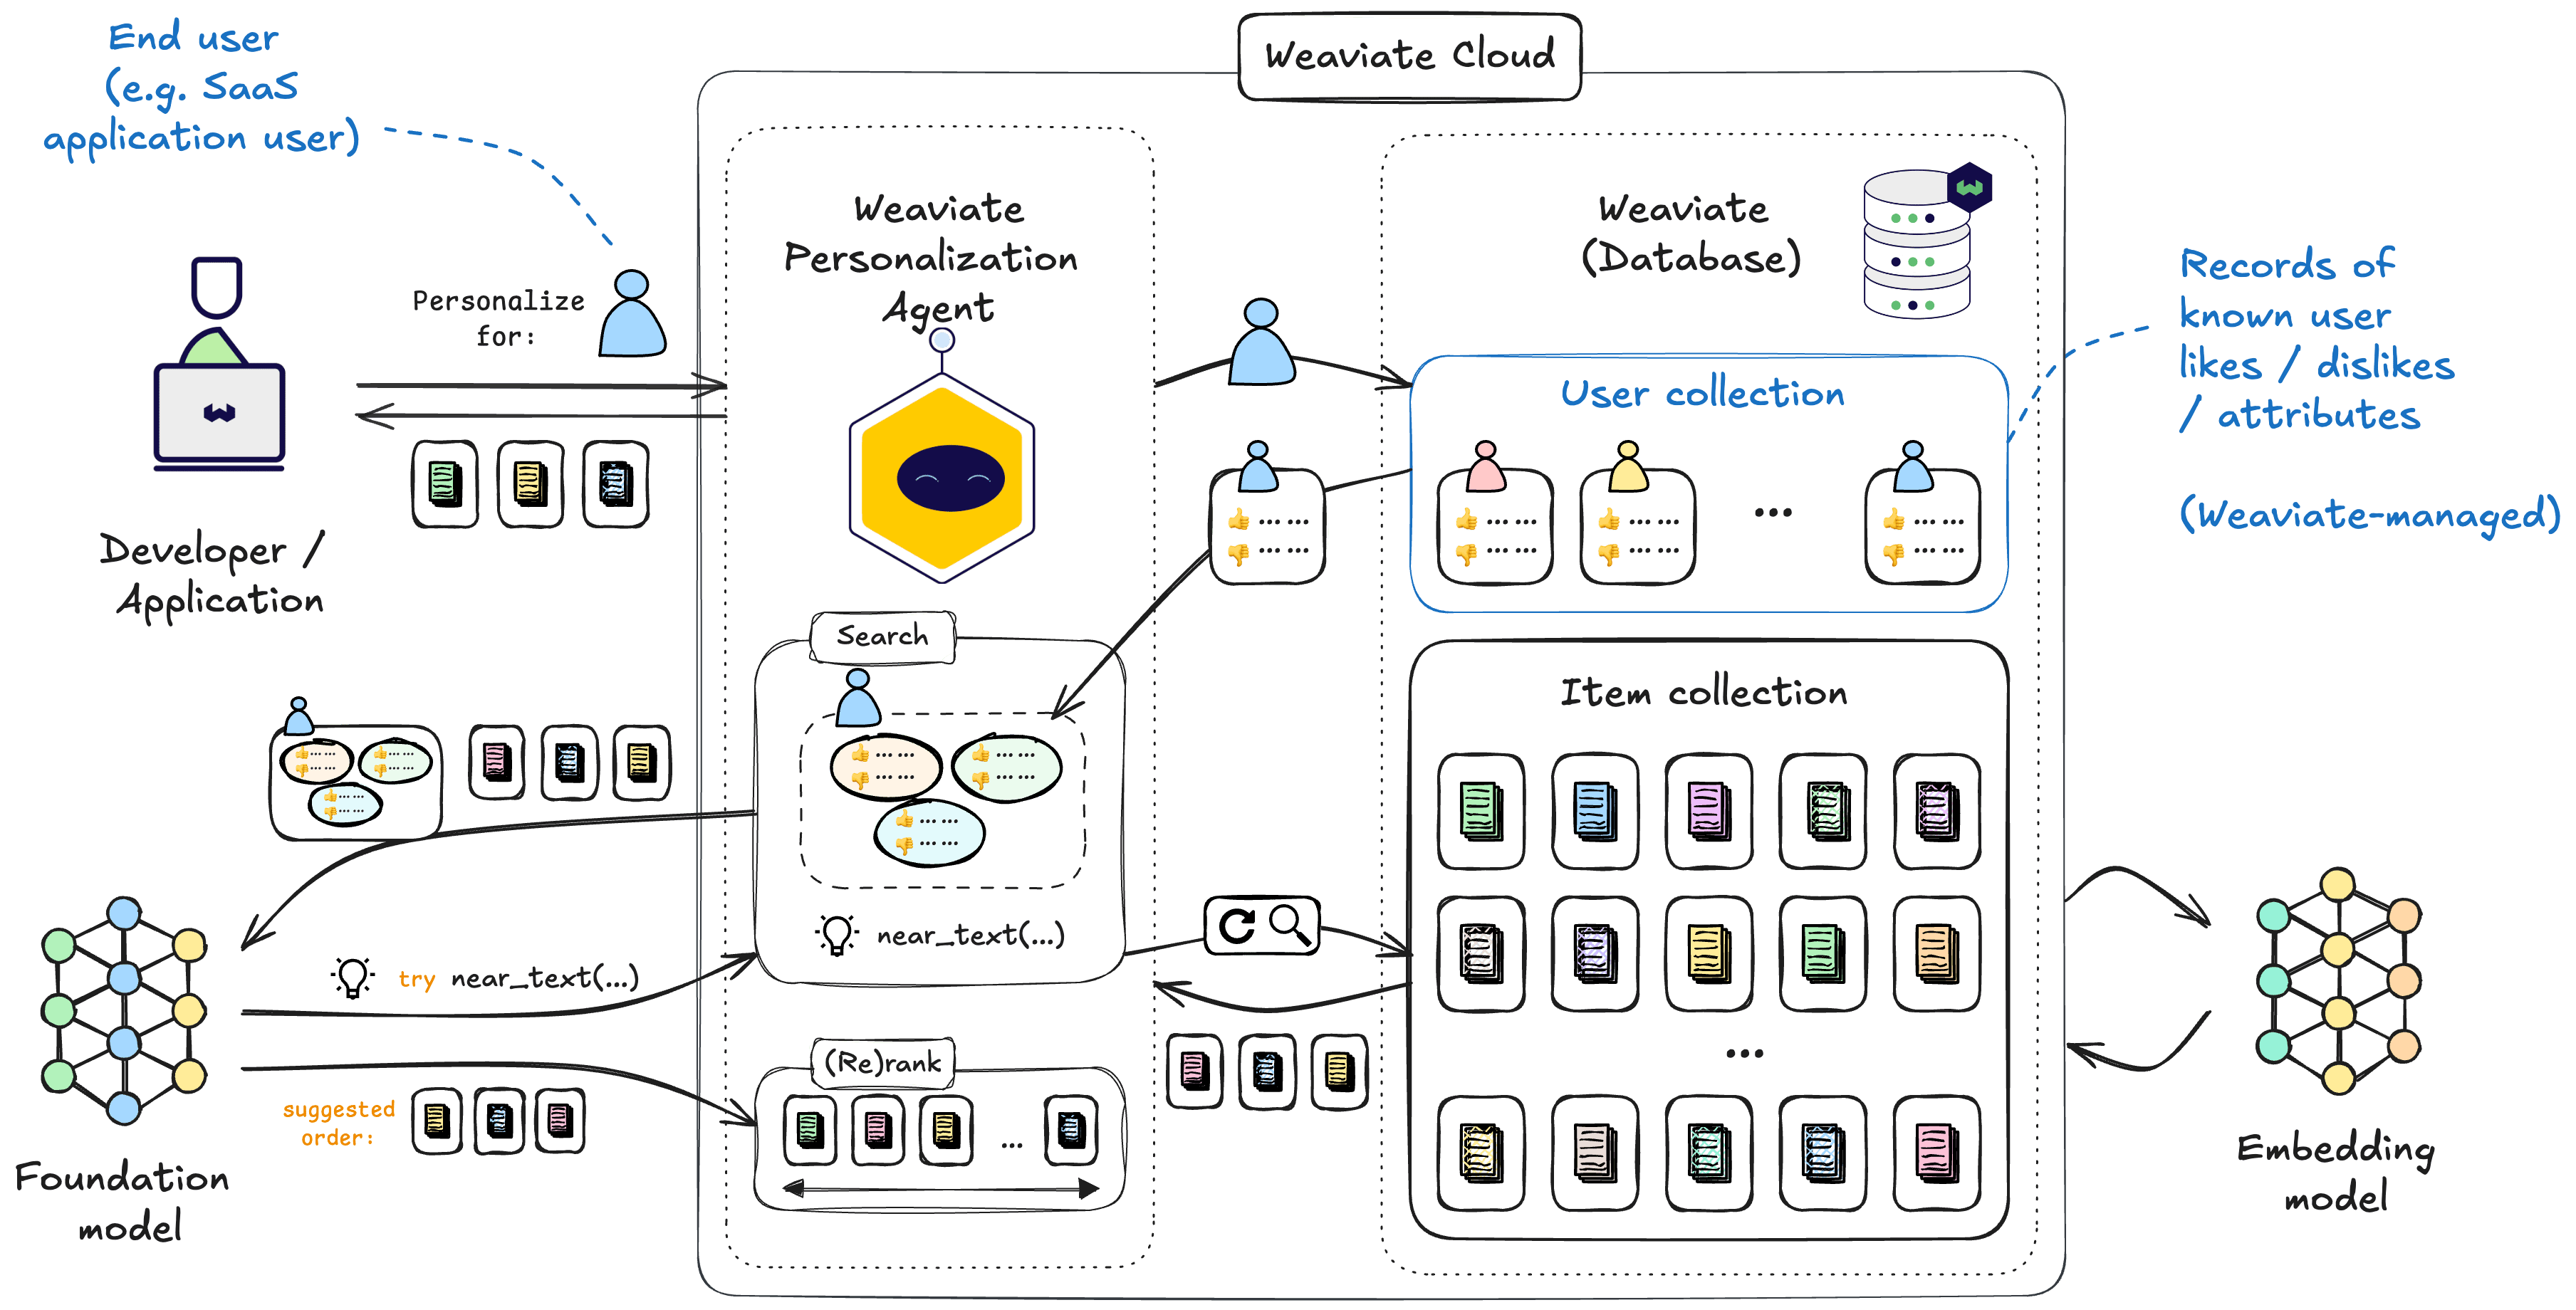 Weaviate Cloud
End user
(e.g. SaaS
application user)
Weaviate
Personalization
Agent
Weaviate
(Database)
Records of
known user
likes / dislikes
/ attributes
(Weaviate-managed)
Personalize
for:
Developer /
Application
User collection
... ...
... ...
... ...
... ...
... ...
... ...
... ...
... ...
...
Search
... ...
... ...
... ...
... ...
... ...
... ...
near_text(...)
... ...
... ...
... ...
... ...
... ...
... ...
Item collection
...
try near_text(...)
(Re)rank
...
suggested
order:
Foundation
model
Embedding
model